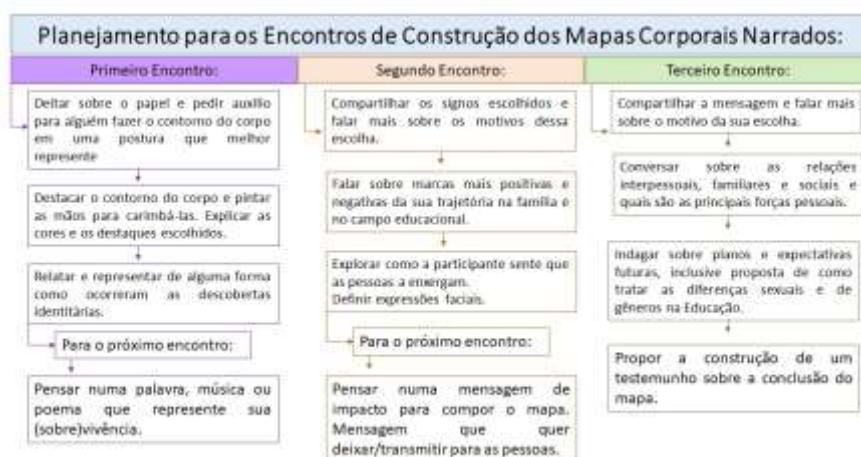 Planejamento para os Encontros de Construção dos Mapas Corporais Narrados:
Primeiro Encontro:
Deitar sobre o papel e pedir auxílio
para alguém fazer o contorno do corpo
em uma postura que melhor
represente
Destacar o contorno do corpo e pintar
as mãos para carimbá-las. Explicar as
cores e os destaques escolhidos.
Relatar e representar de alguma forma
como ocorreram as descobertas
identitárias.
Para o próximo encontro:
Pensar numa palavra, música ou
poema que represente sua
(sobre)vivência.
Segundo Encontro:
Compartilhar os signos escolhidos e
falar mais sobre os motivos dessa
escolha.
Falar sobre marcas mais positivas e
negativas da sua trajetória na família e
no campo educacional.
Explorar como a participante sente que
as pessoas a enxergam.
Definir expressões faciais.
Para o próximo encontro:
Pensar numa mensagem de
impacto para compor o mapa.
Mensagem que quer
deixar/transmitir para as pessoas.
Terceiro Encontro:
Compartilhar a mensagem e falar mais
sobre o motivo da sua escolha.
Conversar sobre as relações
interpessoais, familiares e sociais e
quais são as principais forças pessoais.
Indagar sobre planos e expectativas
futuras, inclusive proposta de como
tratar as diferenças sexuais e de
gêneros na Educação.
Propor a construção de um
testemunho sobre a conclusão do
mapa.